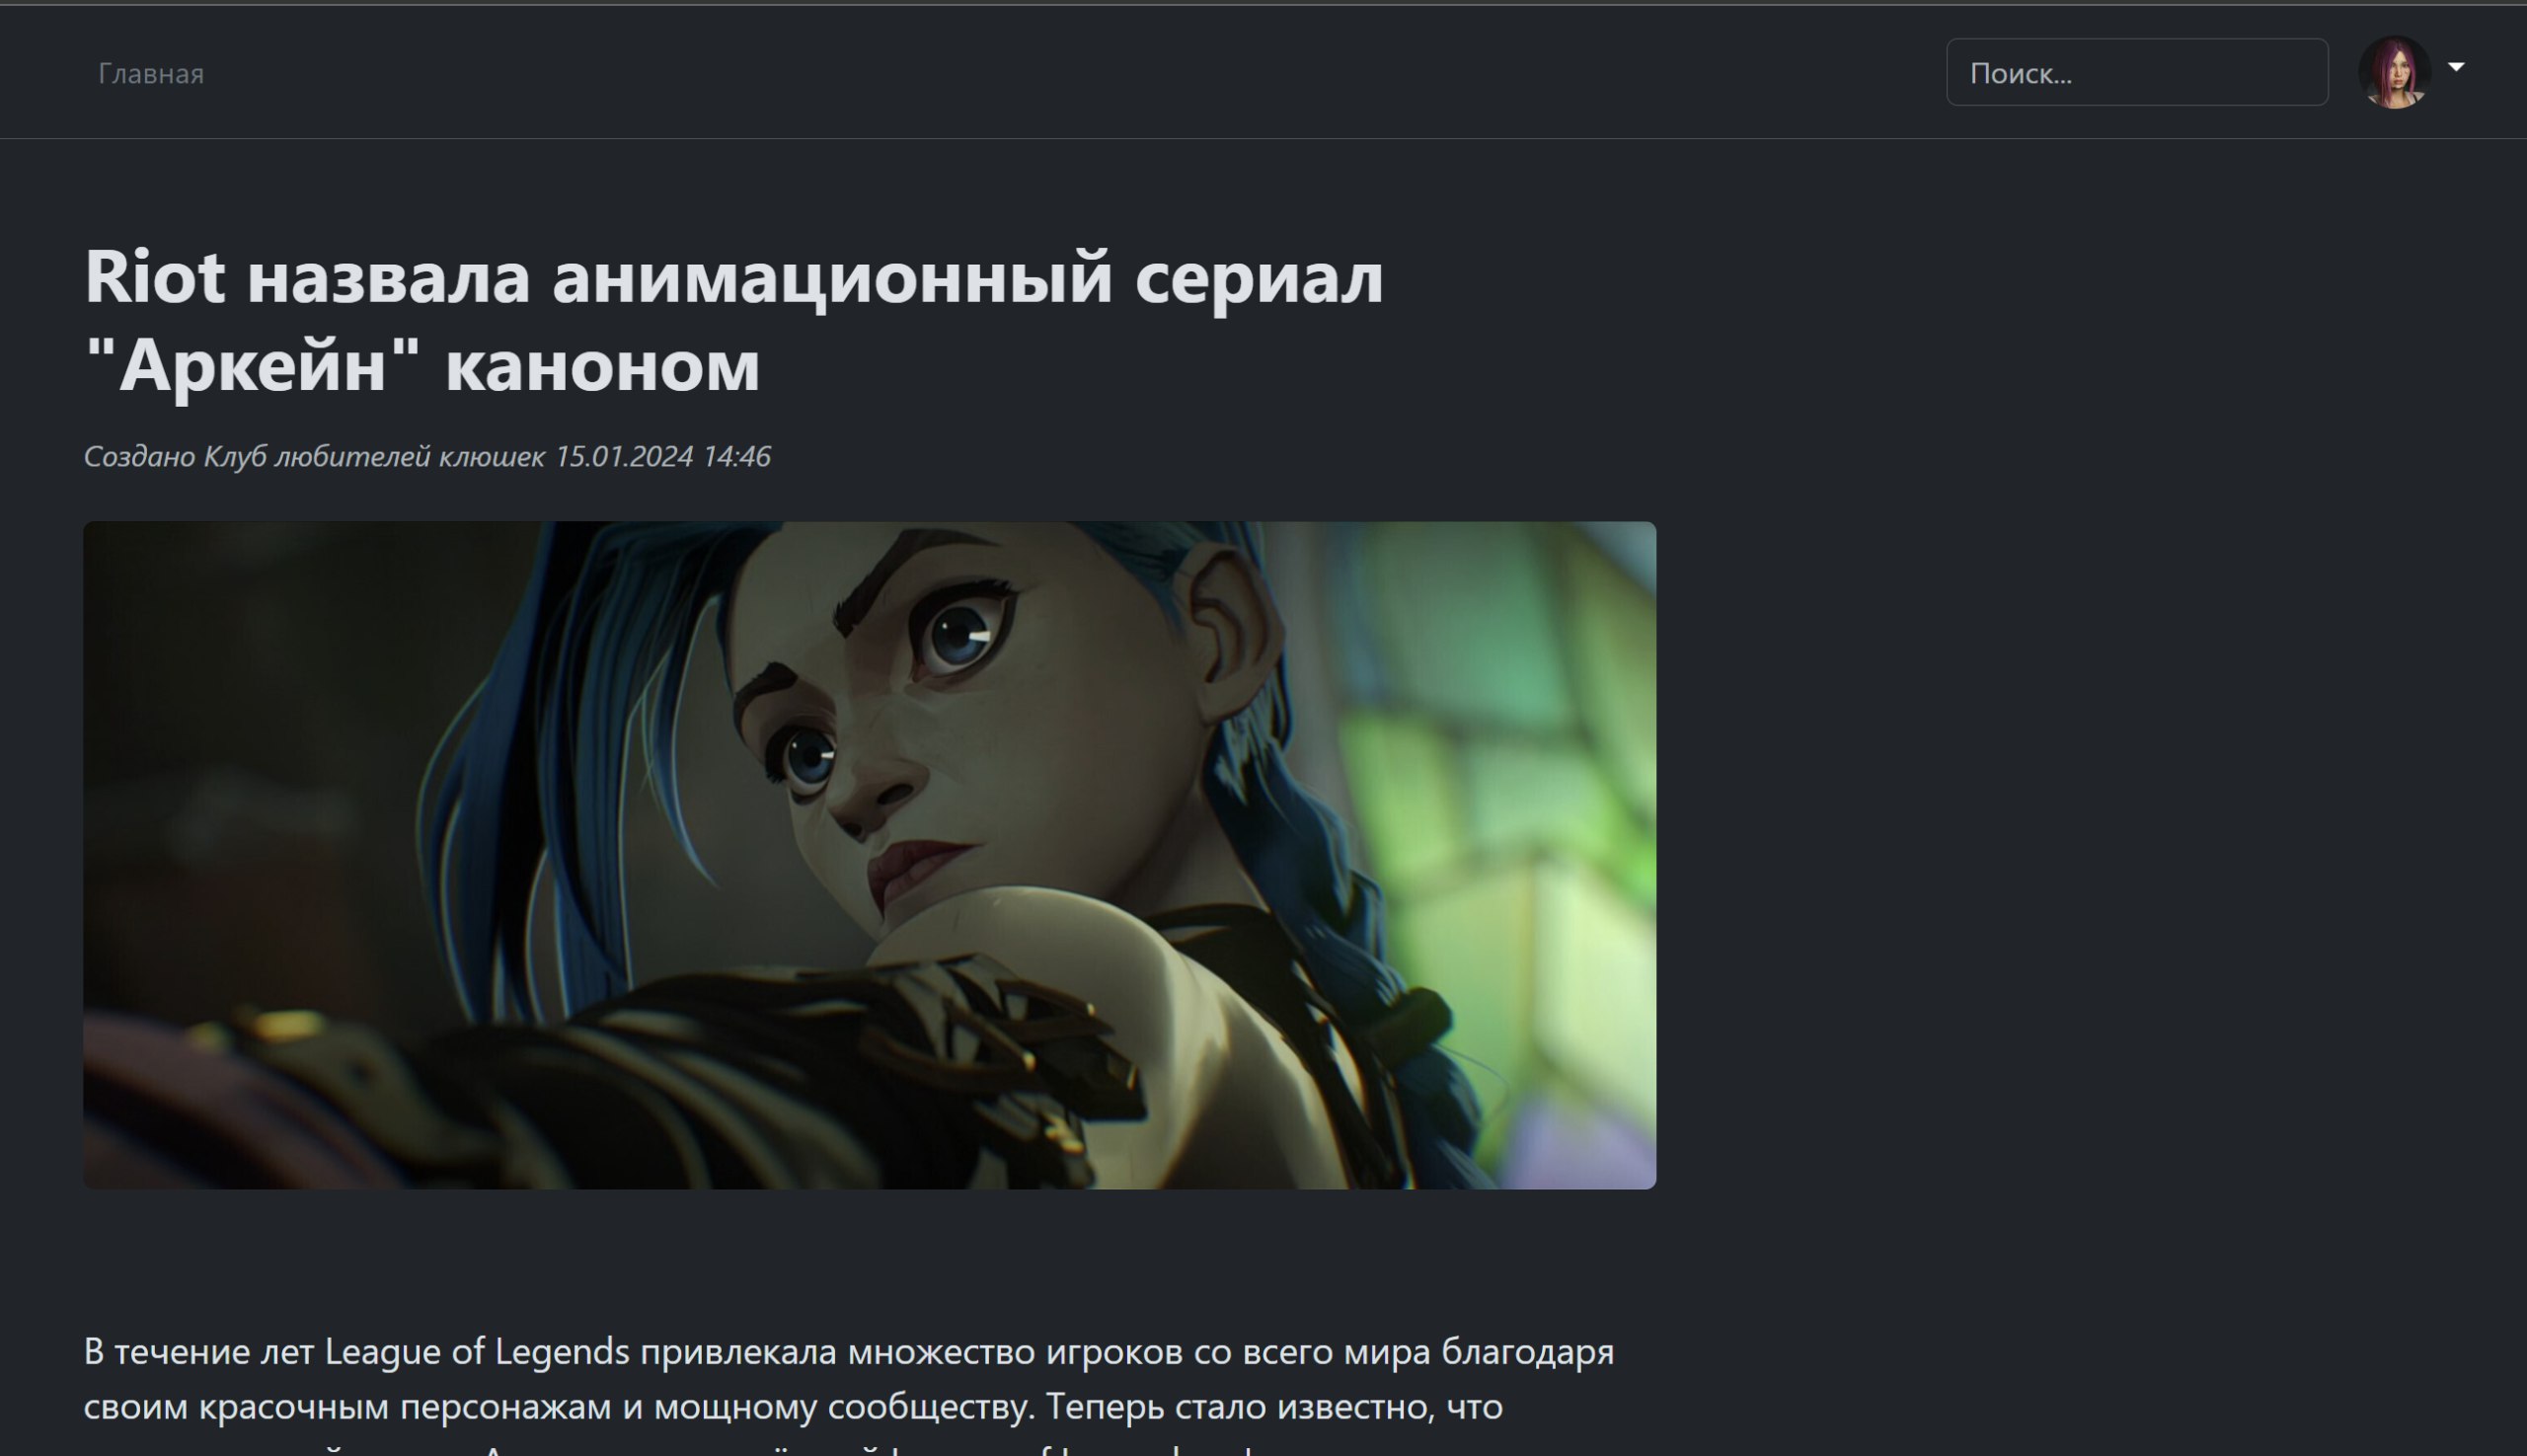 Главная
Поиск...
Riot назвала анимационный сериал
"Аркейн" каноном
Создано Клуб любителей клюшек 15.01.2024 14:46
В течение лет League of Legends привлекала множество игроков со всего мира благодаря
своим красочным персонажам и мощному сообществу. Теперь стало известно, что